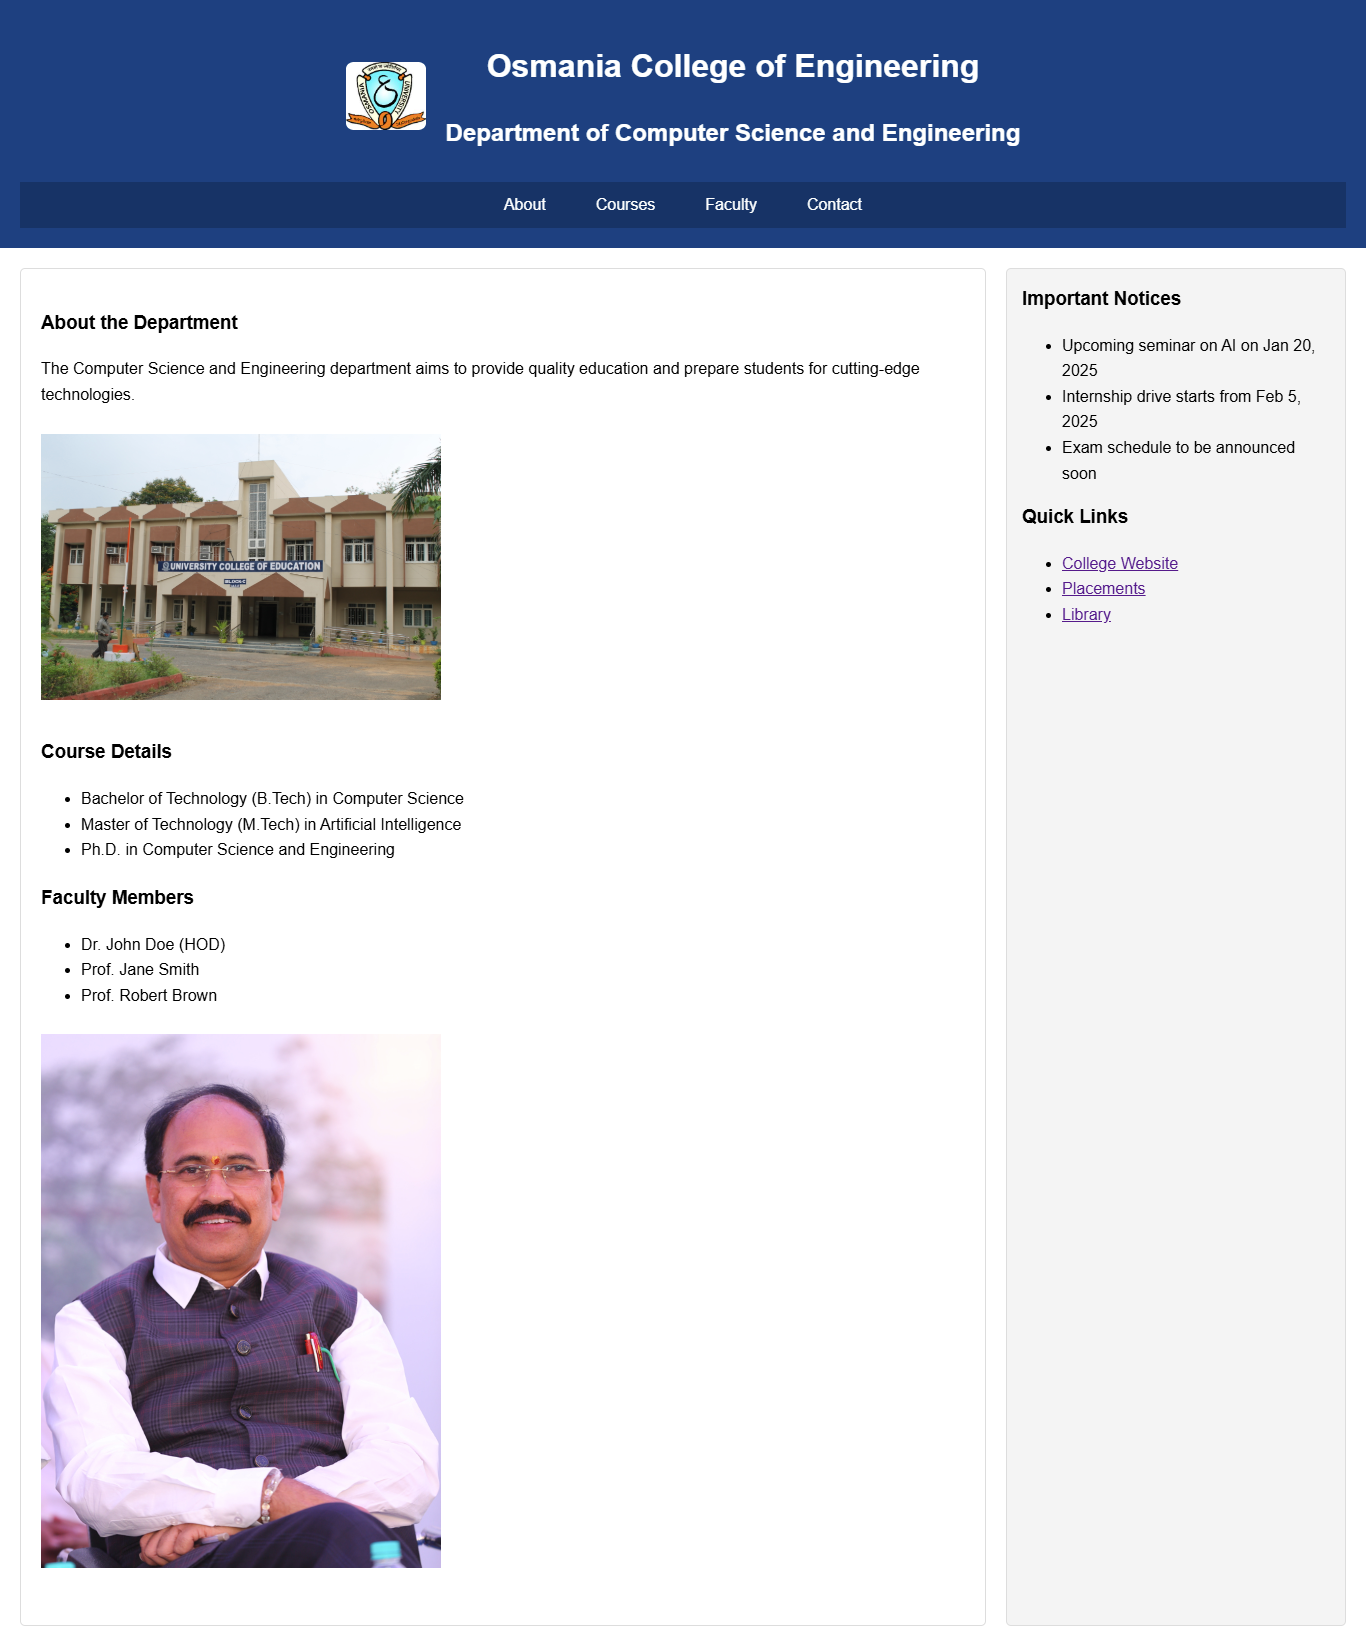 OSMANIA UNIVERSITY
Osmania College of Engineering
Department of Computer Science and Engineering
About Courses Faculty Contact
About the Department
The Computer Science and Engineering department aims to provide quality education and prepare students for cutting-edge
technologies.
UNIVERSITY COLLEGE OF EDUCATION
Course Details
Bachelor of Technology (B.Tech) in Computer Science
Master of Technology (M.Tech) in Artificial Intelligence
Ph.D. in Computer Science and Engineering
Faculty Members
Dr. John Doe (HOD)
Prof. Jane Smith
Prof. Robert Brown
Important Notices
Upcoming seminar on AI on Jan 20,
2025
Internship drive starts from Feb 5,
2025
Exam schedule to be announced
soon
Quick Links
College Website
Placements
Library